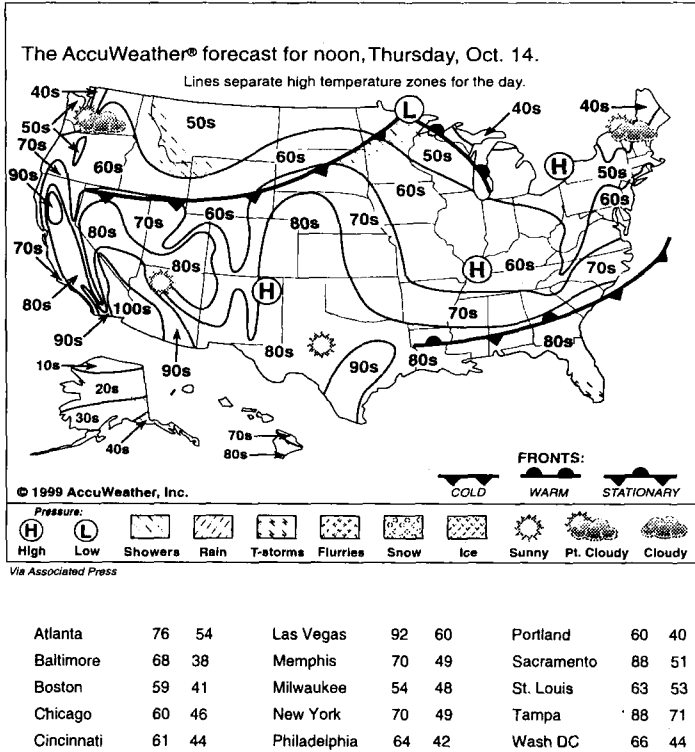 The AccuWeather® forecast for noon, Thursday, Oct. 14.
Lines separate high temperature zones for the day.
40s L 40s 40s
50s 50s
70s 60s 60s 50s H 50s
90s 60s 60s
70s 60s 80s 70s
80s 80s H 60s 70s
70s H
80s 100s 70s
90s 90s 80s 90s 80s 80s
10s
20s
30s
40s
70s
80s
FRONTS:
COLD WARM STATIONARY
© 1999 AccuWeather, Inc.
Pressure:
H L
High Low Showers Rain T-storms Flurries Snow Ice Sunny Pt. Cloudy Cloudy
Via Associated Press
Atlanta 76 54 Las Vegas 92 60 Portland 60 40
Baltimore 68 38 Memphis 70 49 Sacramento 88 51
Boston 59 41 Milwaukee 54 48 St. Louis 63 53
Chicago 60 46 New York 70 49 Tampa 88 71
Cincinnati 61 44 Philadelphia 64 42 Wash DC 66 44